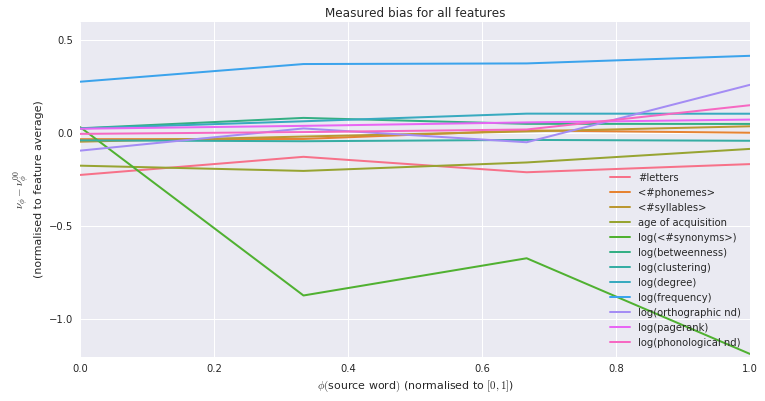 Measured bias for all features
0.5
0.0
−0.5
−1.0
ν_ϕ − ν_ϕ^00
(normalised to feature average)
#letters
<#phonemes>
<#syllables>
age of acquisition
log(<#synonyms>)
log(betweenness)
log(clustering)
log(degree)
log(frequency)
log(orthographic nd)
log(pagerank)
log(phonological nd)
0.0 0.2 0.4 0.6 0.8 1.0
ϕ(source word) (normalised to [0, 1])